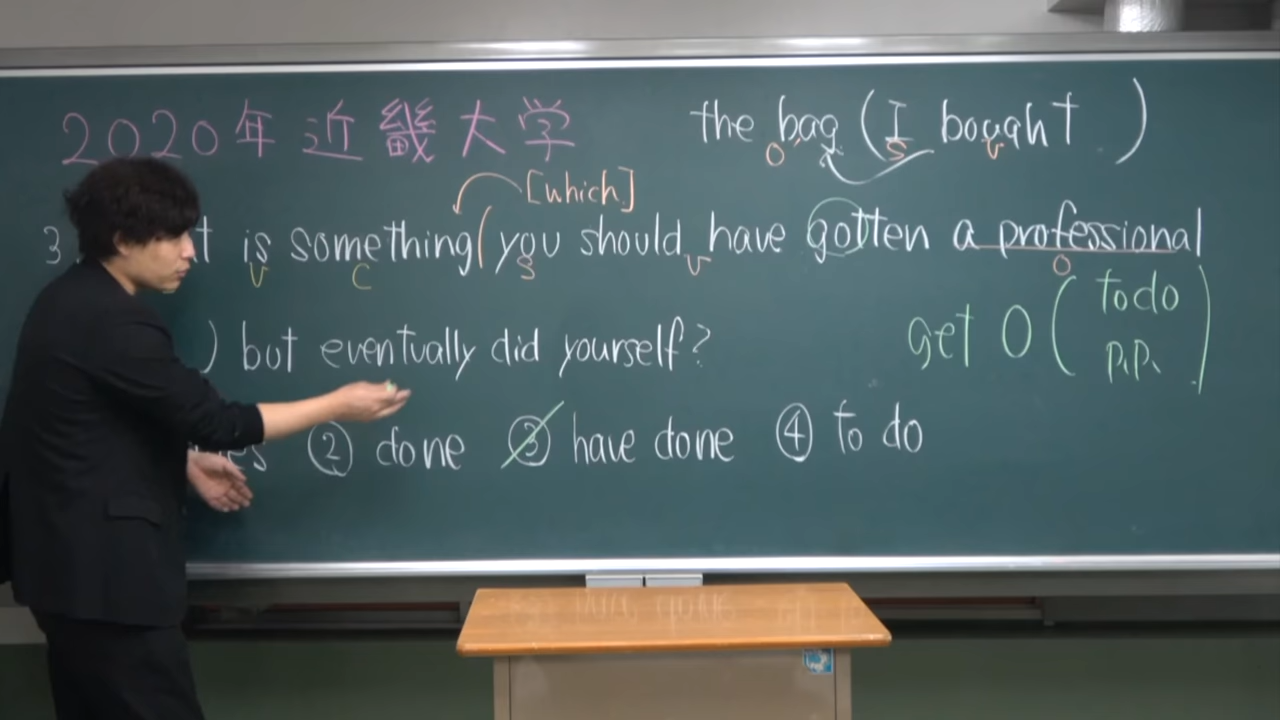 2020年 近畿大学
the bag (I bought )
O S V
[which]
3 t is something (you should have gotten a professional
V C S V O
) but eventually did yourself?
get O (to do
p.p.)
es ② done ③ have done ④ to do